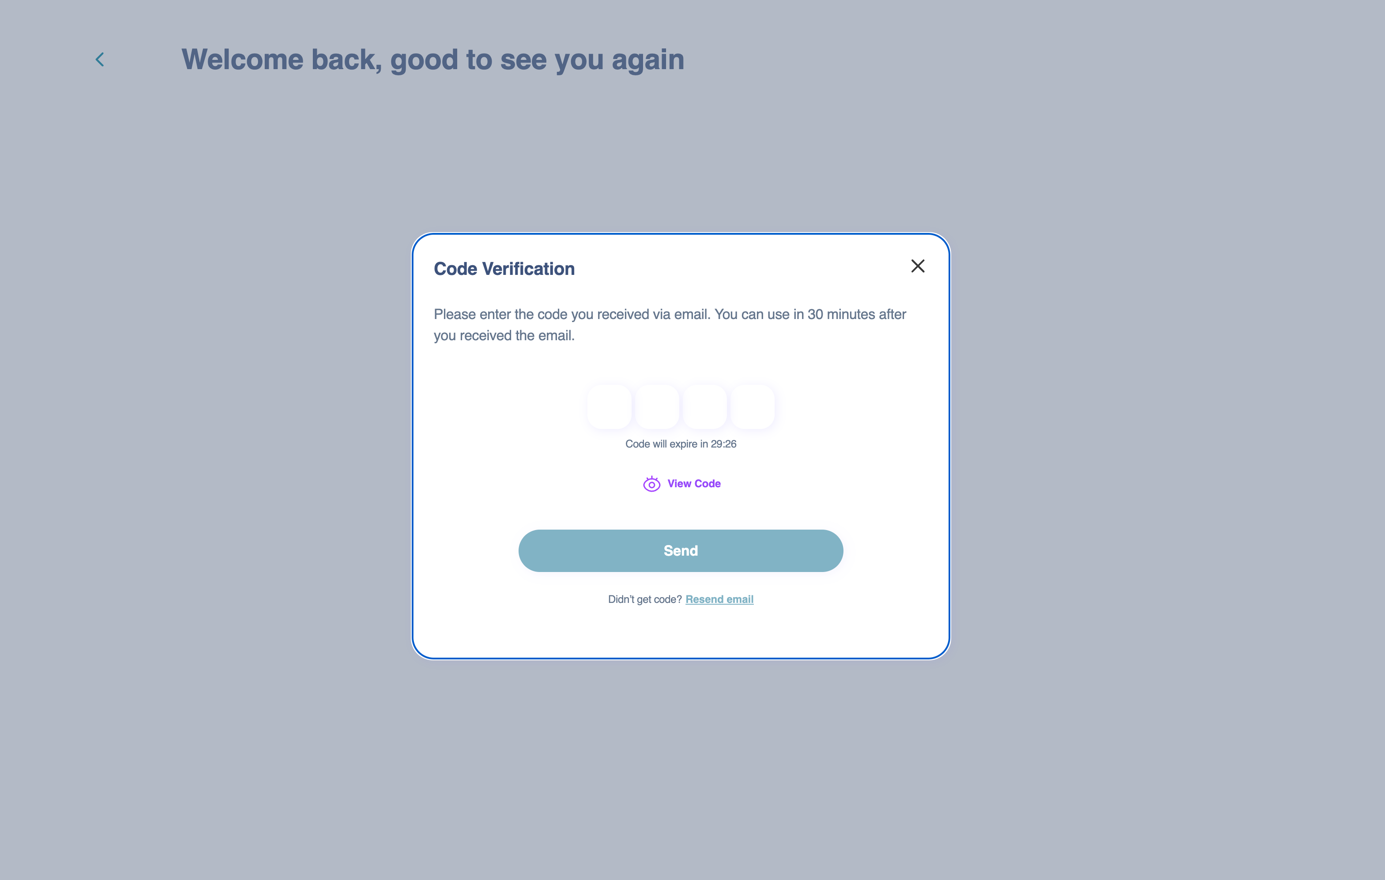 Welcome back, good to see you again
Code Verification
Please enter the code you received via email. You can use in 30 minutes after
you received the email.
Code will expire in 29:26
View Code
Send
Didn't get code? Resend email